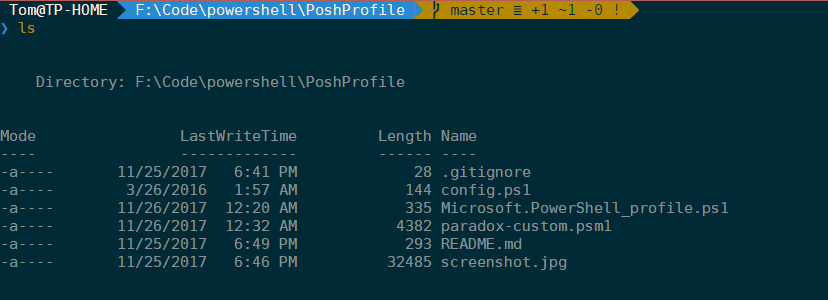 Tom@TP-HOME F:\Code\powershell\PoshProfile master ≡ +1 ~1 -0 !
❯ ls
Directory: F:\Code\powershell\PoshProfile
Mode LastWriteTime Length Name
---- ------------- ------ ----
-a---- 11/25/2017 6:41 PM 28 .gitignore
-a---- 3/26/2016 1:57 AM 144 config.ps1
-a---- 11/26/2017 12:20 AM 335 Microsoft.PowerShell_profile.ps1
-a---- 11/26/2017 12:32 AM 4382 paradox-custom.psm1
-a---- 11/25/2017 6:49 PM 293 README.md
-a---- 11/25/2017 6:46 PM 32485 screenshot.jpg